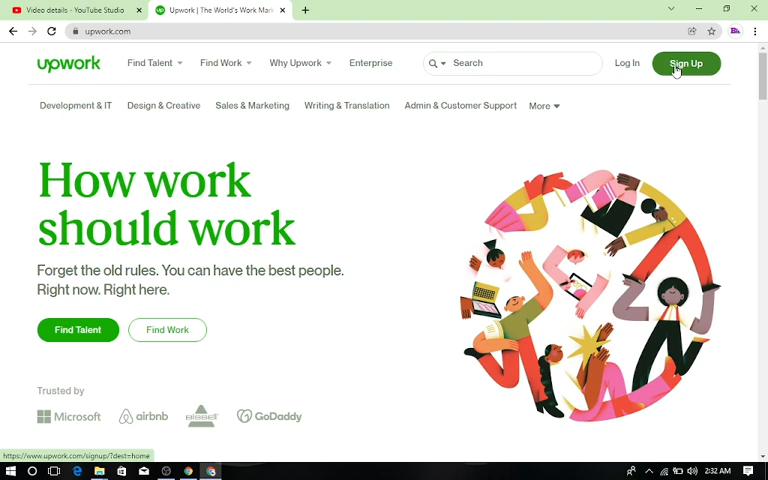 Video details - YouTube Studio
Upwork | The World's Work Mark
upwork.com
upwork
Find Talent
Find Work
Why Upwork
Enterprise
Search
Log In
Sign Up
Development & IT
Design & Creative
Sales & Marketing
Writing & Translation
Admin & Customer Support
More
How work
should work
Forget the old rules. You can have the best people.
Right now. Right here.
Find Talent
Find Work
Trusted by
Microsoft
airbnb
BISSELL
GoDaddy
https://www.upwork.com/signup/?dest=home
2:32 AM